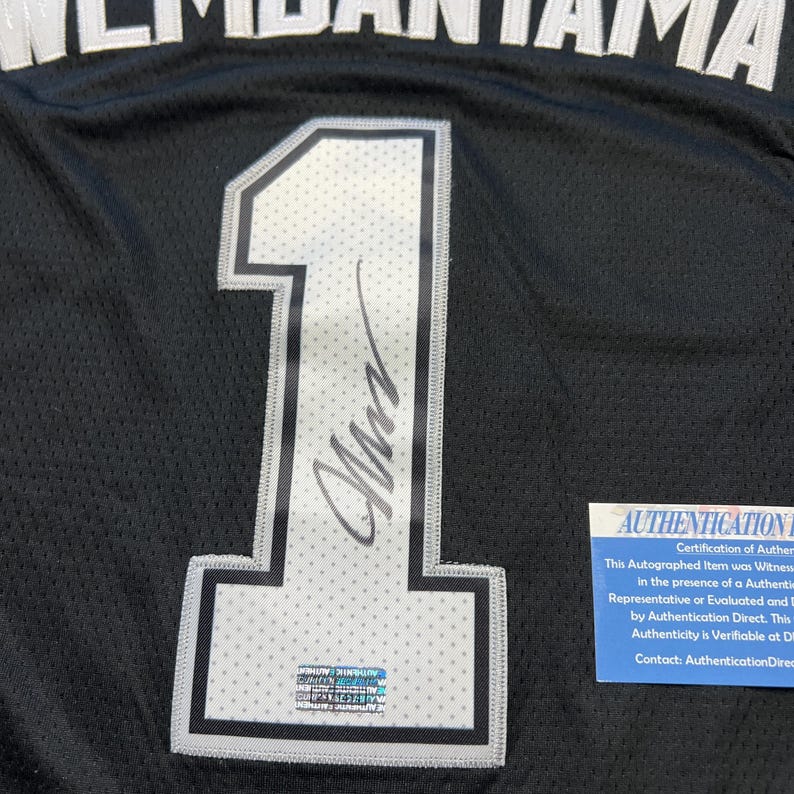 WEMBANYAMA
1
AUTHENTICATION
Certification of Authen
This Autographed Item was Witness
in the presence of a Authentic
Representative or Evaluated and D
by Authentication Direct. This
Authenticity is Verifiable at DI
Contact: AuthenticationDirec